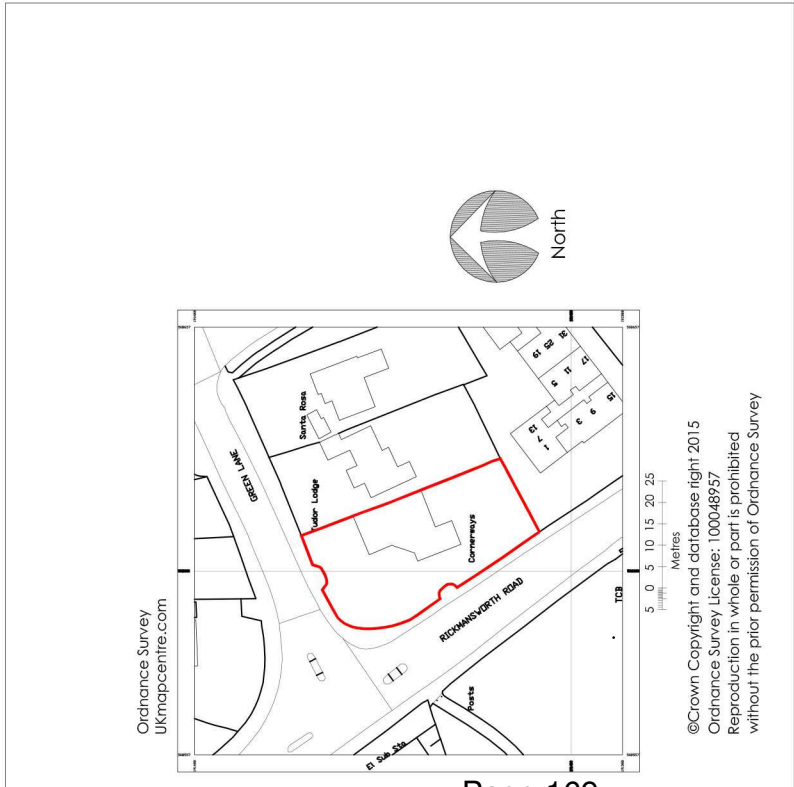 Ordnance Survey
UKmapcentre.com
North
GREEN LANE
Santa Rosa
Tudor Lodge
Cornerways
RICKMANSWORTH ROAD
TCB
Posts
El Sub Sta
31
25
19
17
11
5
15
9
3
13
7
1
5 0 5 10 15 20 25
Metres
©Crown Copyright and database right 2015
Ordnance Survey License: 100048957
Reproduction in whole or part is prohibited
without the prior permission of Ordnance Survey